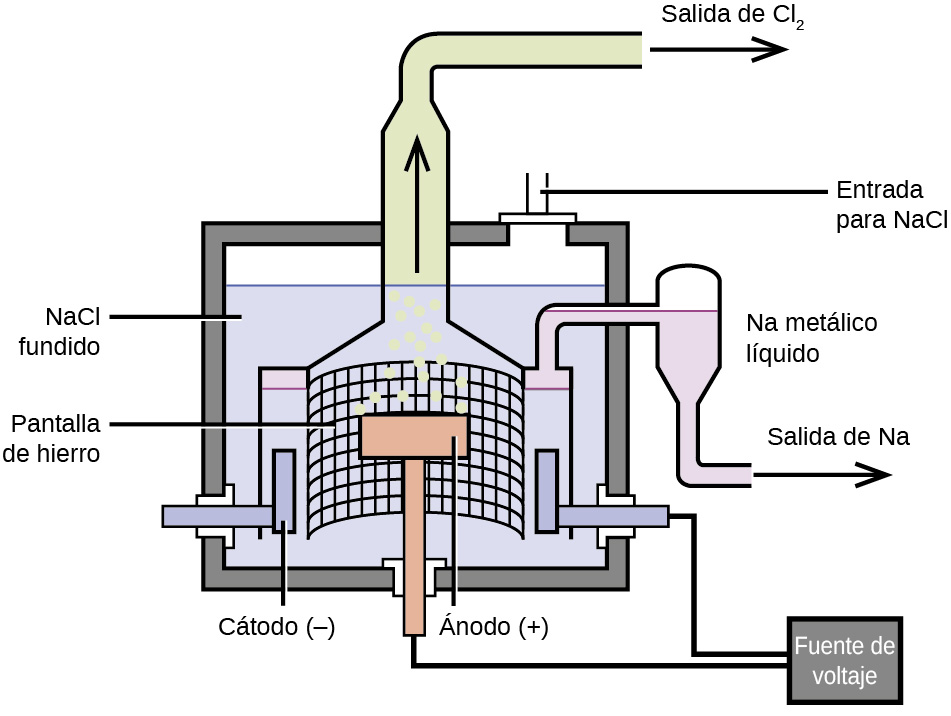 Salida de Cl₂
Entrada
para NaCl
NaCl
fundido
Na metálico
líquido
Pantalla
de hierro
Salida de Na
Cátodo (–)
Ánodo (+)
Fuente de
voltaje